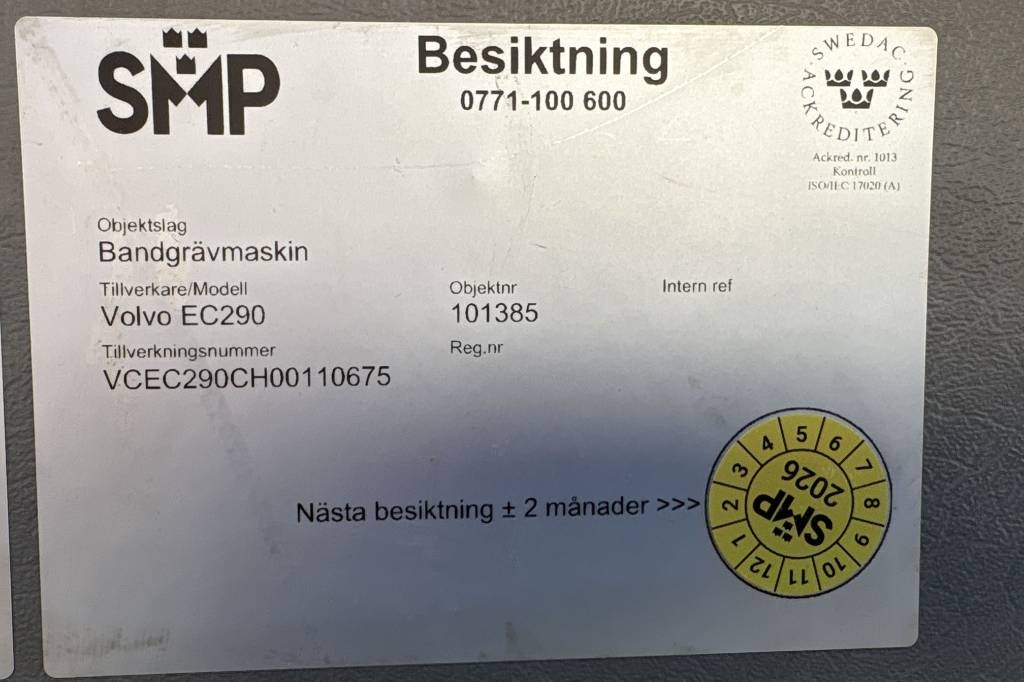 SMP
Besiktning
0771-100 600
SWEDAC ACKREDITERING
Ackred. nr. 1013
Kontroll
ISO/IEC 17020 (A)
Objektslag
Bandgrävmaskin
Tillverkare/Modell
Volvo EC290
Objektnr
101385
Intern ref
Tillverkningsnummer
VCEC290CH00110675
Reg.nr
Nästa besiktning ± 2 månader >>>
1 2 3 4 5 6 7 8 9 10 11 12
2026
SMP